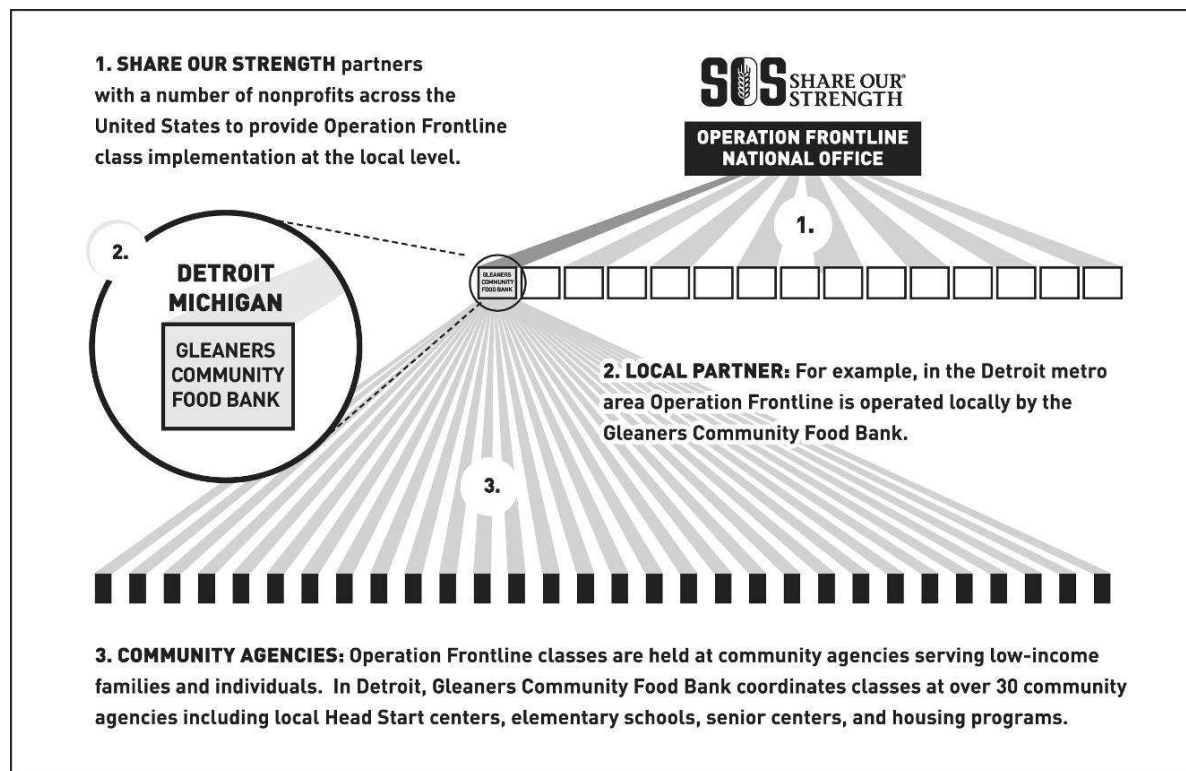 1. SHARE OUR STRENGTH partners
with a number of nonprofits across the
United States to provide Operation Frontline
class implementation at the local level.
SOS SHARE OUR®
STRENGTH
OPERATION FRONTLINE
NATIONAL OFFICE
1.
2.
DETROIT
MICHIGAN
GLEANERS
COMMUNITY
FOOD BANK
GLEANERS
COMMUNITY
FOOD BANK
2. LOCAL PARTNER: For example, in the Detroit metro
area Operation Frontline is operated locally by the
Gleaners Community Food Bank.
3.
3. COMMUNITY AGENCIES: Operation Frontline classes are held at community agencies serving low-income
families and individuals.  In Detroit, Gleaners Community Food Bank coordinates classes at over 30 community
agencies including local Head Start centers, elementary schools, senior centers, and housing programs.